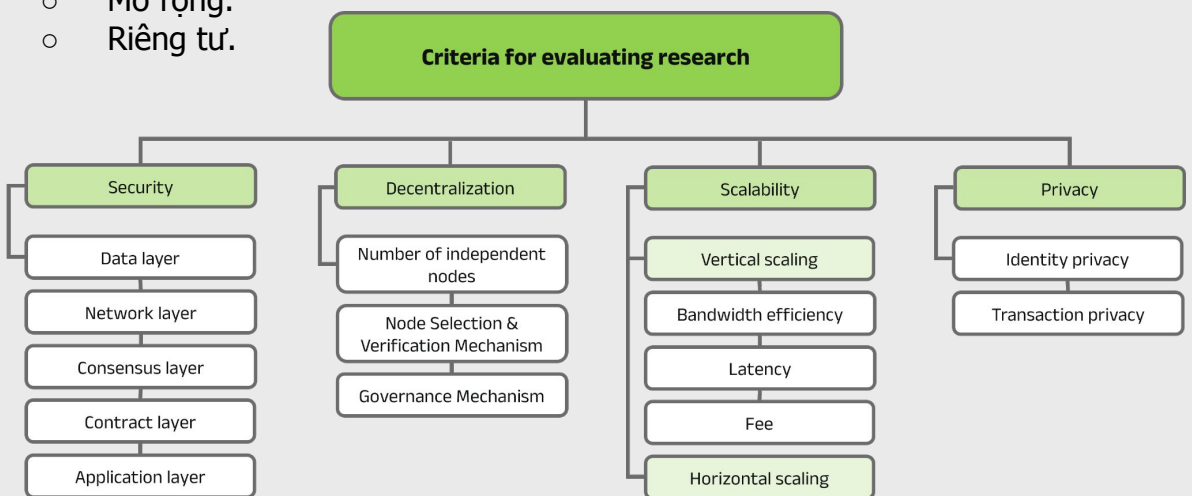 ○ Mở rộng.
○ Riêng tư.
Criteria for evaluating research
Security
Data layer
Network layer
Consensus layer
Contract layer
Application layer
Decentralization
Number of independent
nodes
Node Selection &
Verification Mechanism
Governance Mechanism
Scalability
Vertical scaling
Bandwidth efficiency
Latency
Fee
Horizontal scaling
Privacy
Identity privacy
Transaction privacy